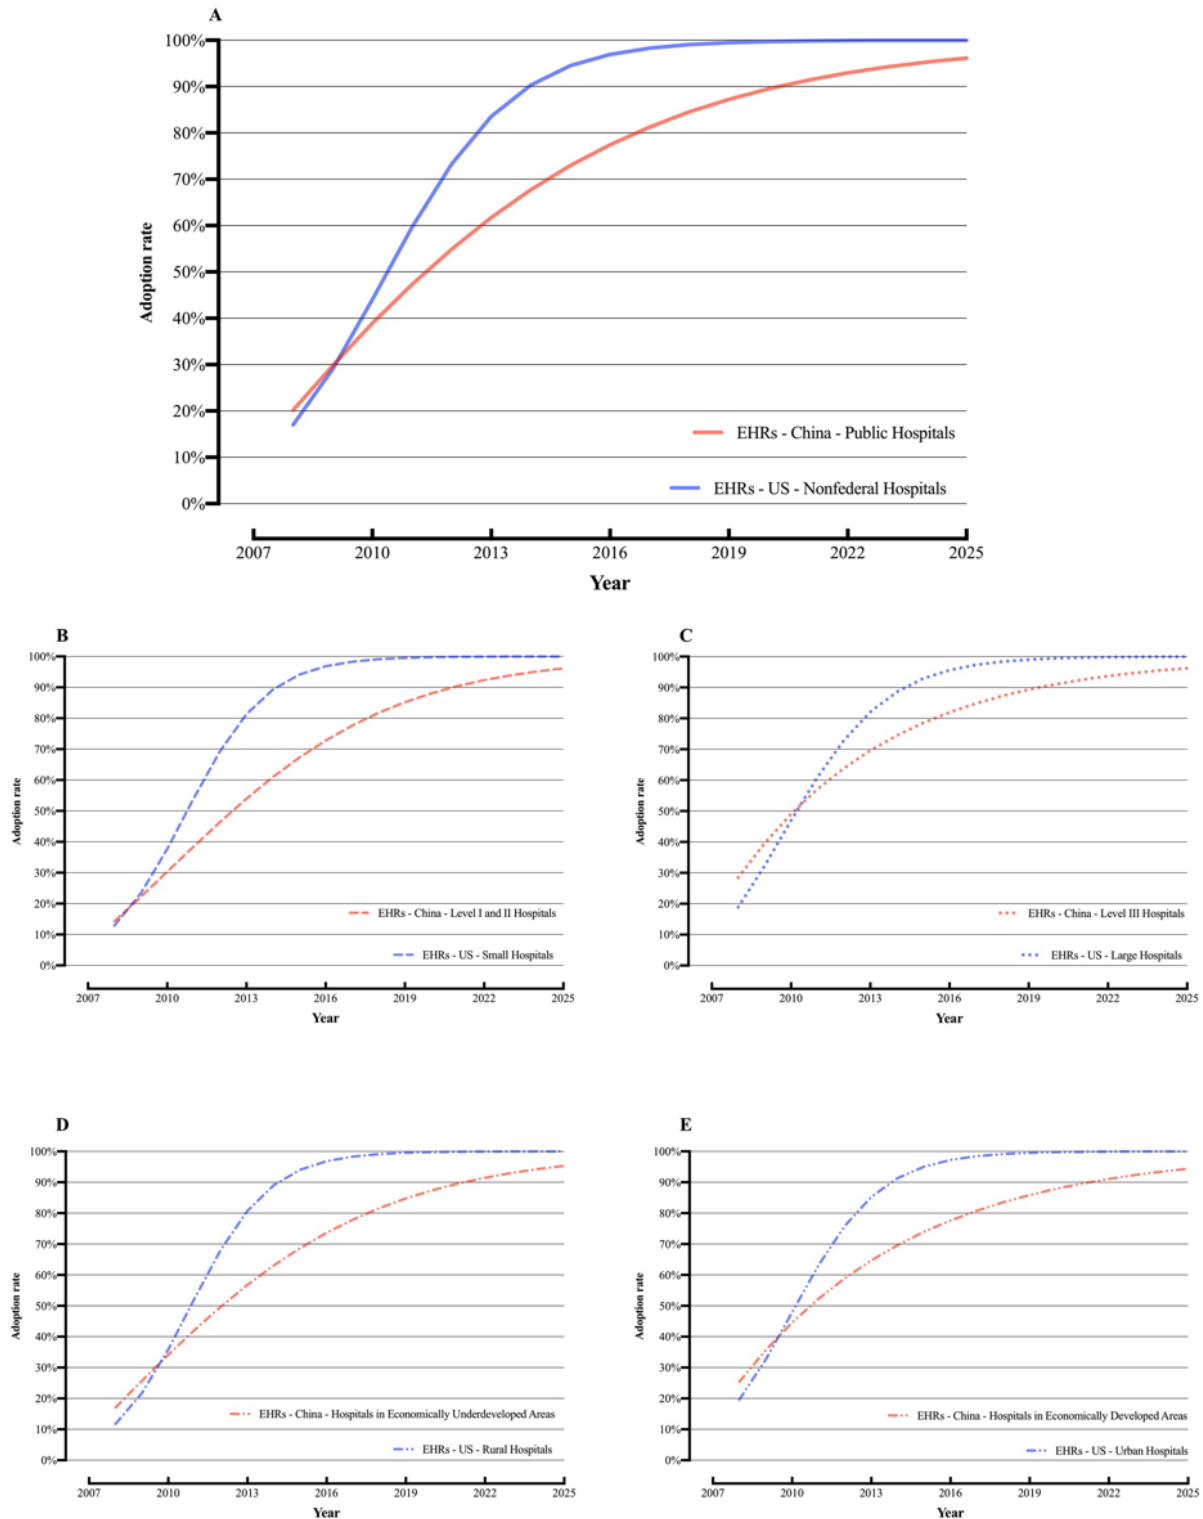 A
100%
90%
80%
70%
60%
50%
40%
30%
20%
10%
0%
Adoption rate
EHRs - China - Public Hospitals
EHRs - US - Nonfederal Hospitals
2007 2010 2013 2016 2019 2022 2025
Year
B
100%
90%
80%
70%
60%
50%
40%
30%
20%
10%
0%
Adoption rate
EHRs - China - Level I and II Hospitals
EHRs - US - Small Hospitals
2007 2010 2013 2016 2019 2022 2025
Year
C
100%
90%
80%
70%
60%
50%
40%
30%
20%
10%
0%
Adoption rate
EHRs - China - Level III Hospitals
EHRs - US - Large Hospitals
2007 2010 2013 2016 2019 2022 2025
Year
D
100%
90%
80%
70%
60%
50%
40%
30%
20%
10%
0%
Adoption rate
EHRs - China - Hospitals in Economically Underdeveloped Areas
EHRs - US - Rural Hospitals
2007 2010 2013 2016 2019 2022 2025
Year
E
100%
90%
80%
70%
60%
50%
40%
30%
20%
10%
0%
Adoption rate
EHRs - China - Hospitals in Economically Developed Areas
EHRs - US - Urban Hospitals
2007 2010 2013 2016 2019 2022 2025
Year